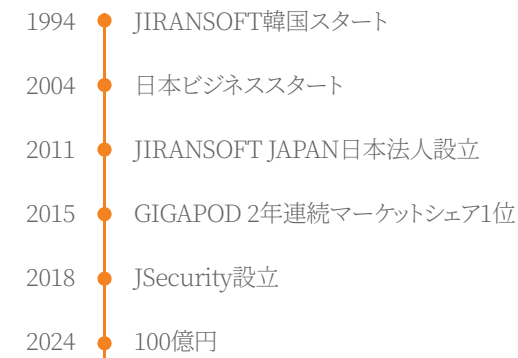 1994 JIRANSOFT韓国スタート
2004 日本ビジネススタート
2011 JIRANSOFT JAPAN日本法人設立
2015 GIGAPOD 2年連続マーケットシェア1位
2018 JSecurity設立
2024 100億円